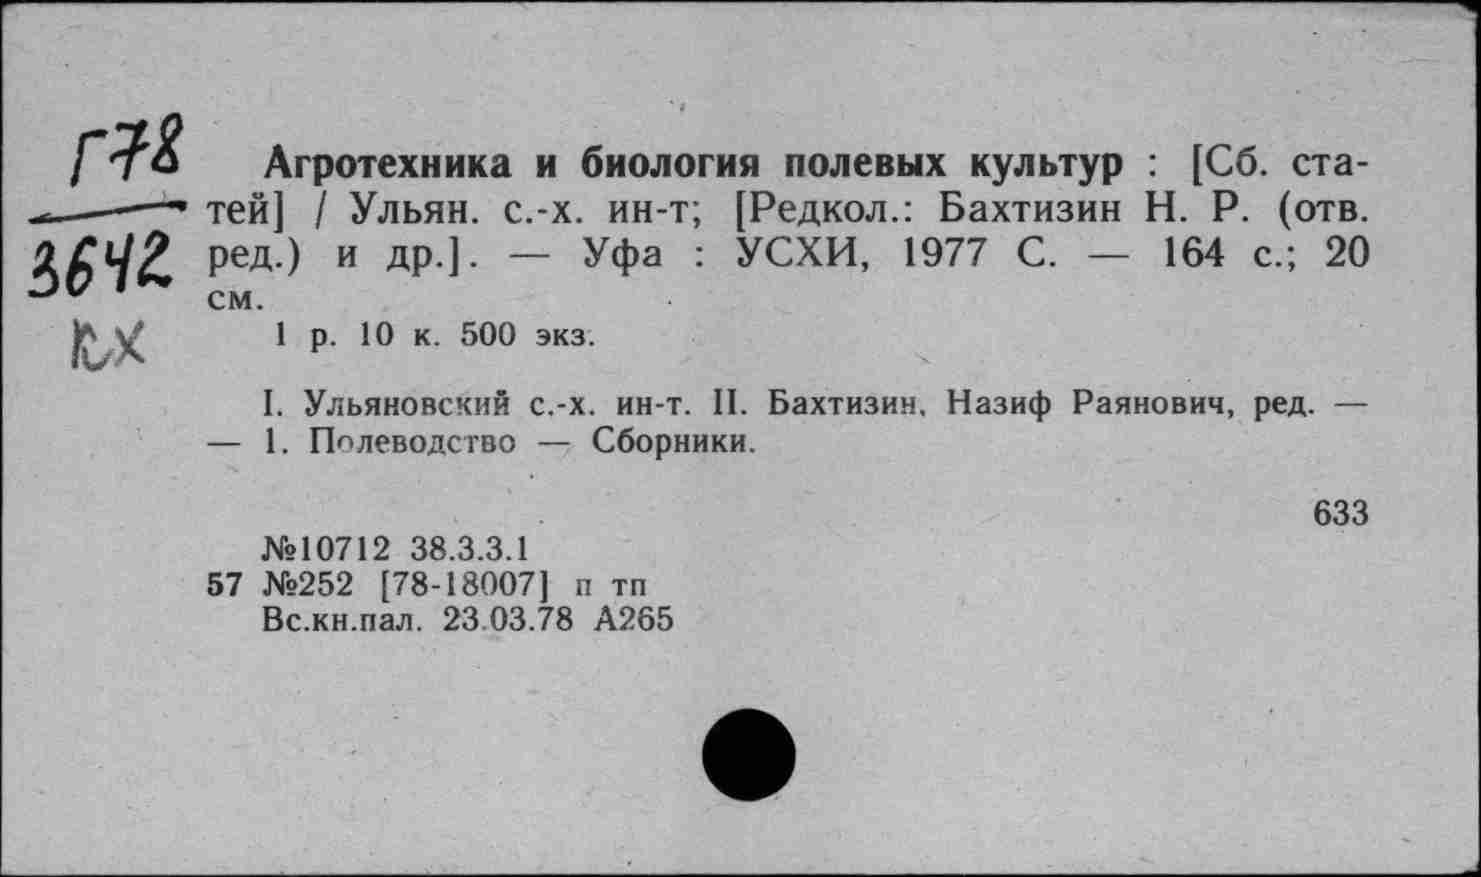 Г78
3642
кх
Агротехника и биология полевых культур : [Сб. ста-
тей] / Ульян. с.-х. ин-т; [Редкол.: Бахтизин Н. Р. (отв.
ред.) и др.]. — Уфа : УСХИ, 1977 С. — 164 с.; 20
см.
1 р. 10 к. 500 экз.
I. Ульяновский с.-х. ин-т. II. Бахтизин, Назиф Раянович, ред. —
— 1. Полеводство — Сборники.
633
№10712 38.3.3.1
57 №252 [78-18007] п тп
Вс.кн.пал. 23.03.78 А265